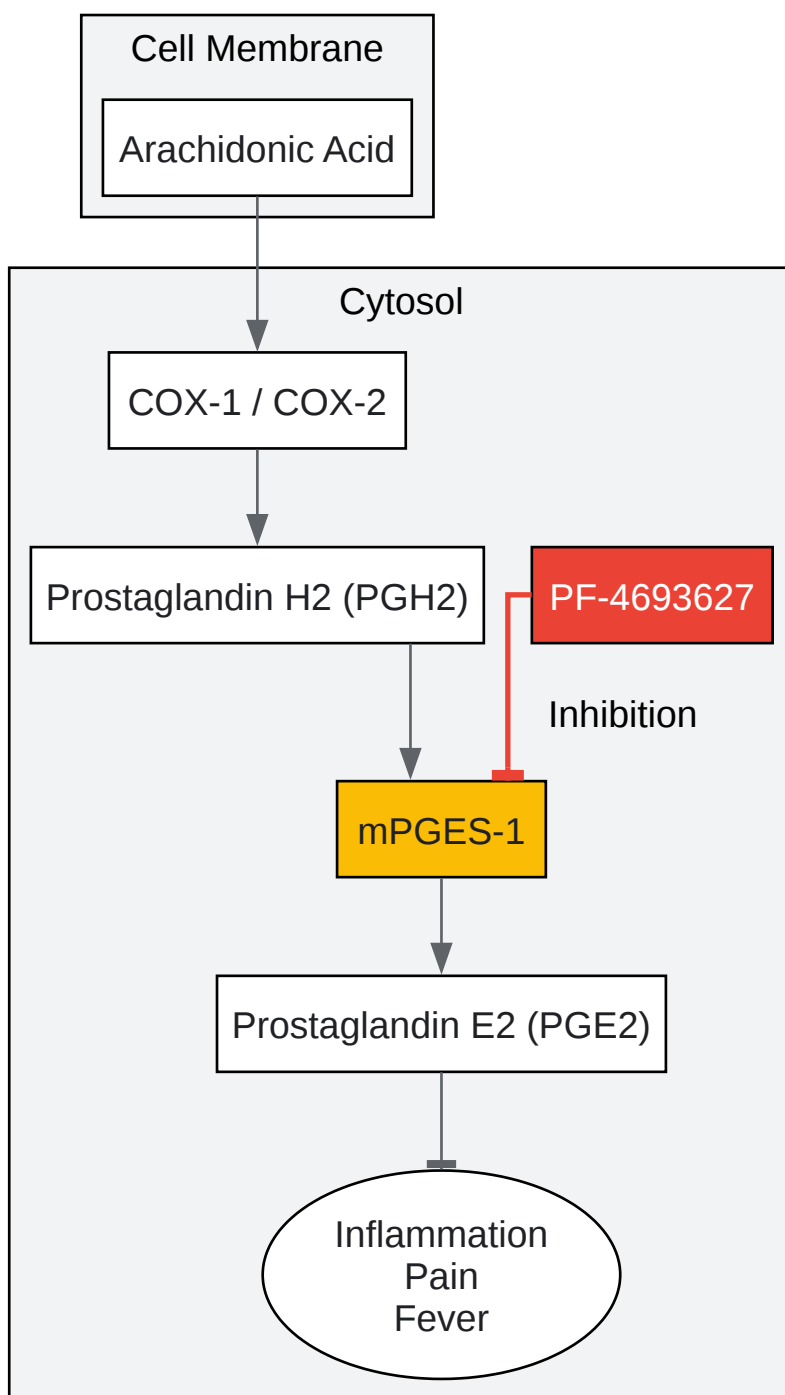 Cell Membrane
Arachidonic Acid
Cytosol
COX-1 / COX-2
Prostaglandin H2 (PGH2)
PF-4693627
Inhibition
mPGES-1
Prostaglandin E2 (PGE2)
Inflammation
Pain
Fever